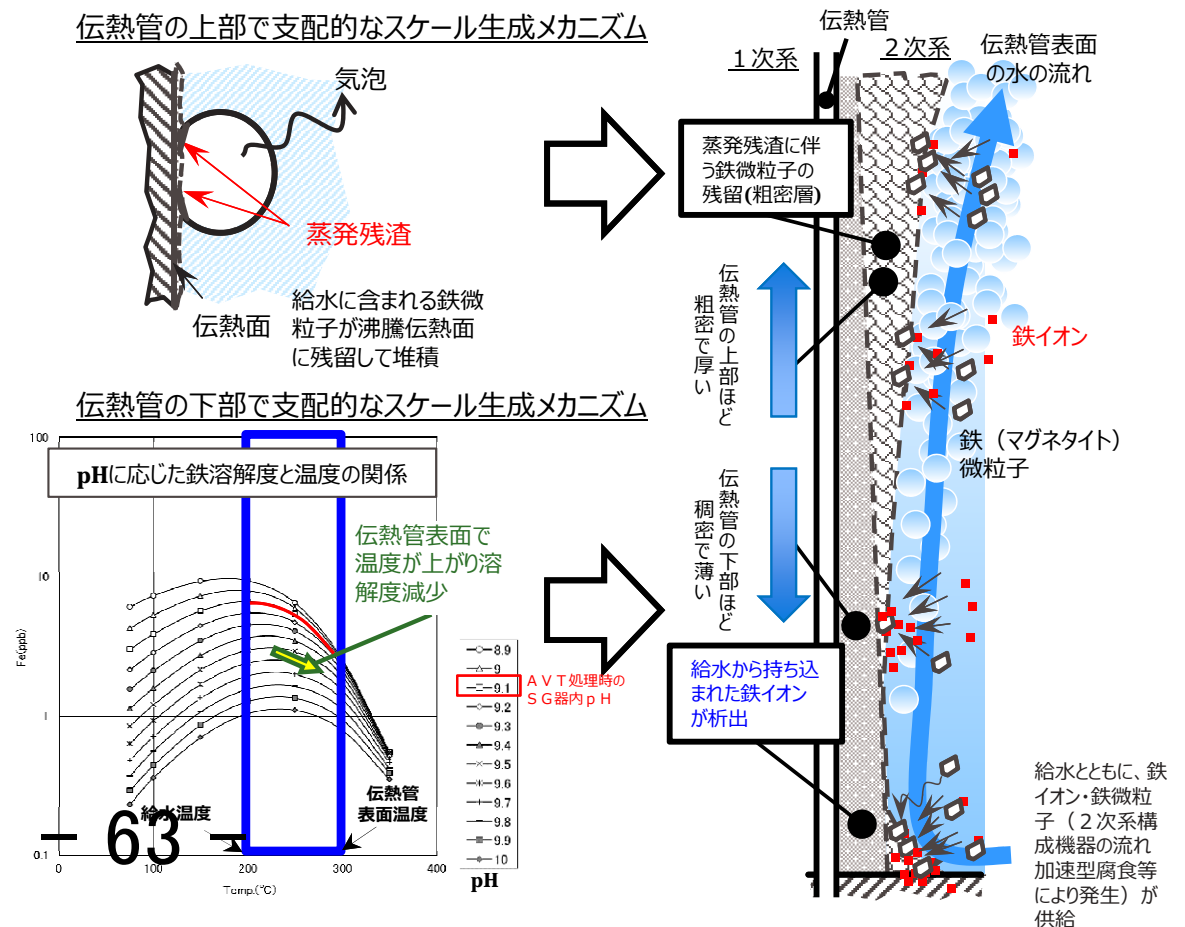 伝熱管の上部で支配的なスケール生成メカニズム
気泡
蒸発残渣
伝熱面
給水に含まれる鉄微
粒子が沸騰伝熱面
に残留して堆積
伝熱管の下部で支配的なスケール生成メカニズム
pHに応じた鉄溶解度と温度の関係
伝熱管表面で
温度が上がり溶
解度減少
100
10
1
0.1
Fe(ppb)
0
100
200
300
400
Temp.(℃)
給水温度
伝熱管
表面温度
8.9
9
9.1
9.2
9.3
9.4
9.5
9.6
9.7
9.8
9.9
10
pH
AVT処理時の
SG器内pH
- 63 -
伝熱管
1次系
2次系
伝熱管表面
の水の流れ
蒸発残渣に伴
う鉄微粒子の
残留(粗密層)
伝熱管の上部ほど
粗密で厚い
伝熱管の下部ほど
稠密で薄い
鉄イオン
鉄（マグネタイト）
微粒子
給水から持ち込
まれた鉄イオン
が析出
給水とともに、鉄
イオン・鉄微粒
子（２次系構
成機器の流れ
加速型腐食等
により発生）が
供給